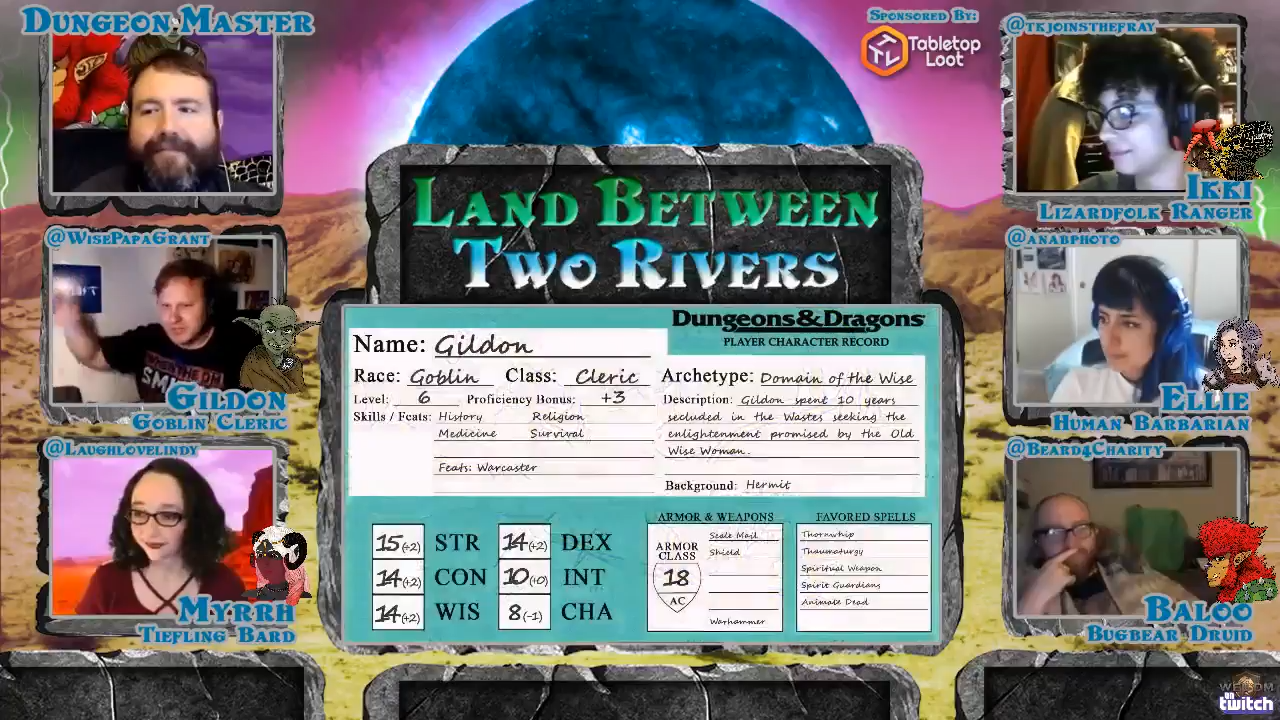 Dungeon Master
Sponsored By:
Tabletop
Loot
TTL
@tkjoinsthefray
Ikki
Lizardfolk Ranger
@WisePapaGrant
Gildon
Goblin Cleric
@anabphoto
Ellie
Human Barbarian
@Laughlovelindy
Myrrh
Tiefling Bard
@Beard4Charity
Baloo
Bugbear Druid
Land Between
Two Rivers
Dungeons & Dragons
PLAYER CHARACTER RECORD
Name: Gildon
Race: Goblin Class: Cleric Archetype: Domain of the Wise
Level: 6 Proficiency Bonus: +3
Skills / Feats: History Religion
Medicine Survival
Feats: Warcaster
Description: Gildon spent 10 years
secluded in the Wastes seeking the
enlightenment promised by the Old
Wise Woman.
Background: Hermit
15 (+2) STR 14 (+2) DEX
14 (+2) CON 10 (+0) INT
14 (+2) WIS 8 (-1) CHA
ARMOR & WEAPONS
ARMOR
CLASS
18
AC
Scale Mail
Shield
Warhammer
FAVORED SPELLS
Thornwhip
Thaumaturgy
Spiritual Weapon
Spirit Guardians
Animate Dead
on
twitch